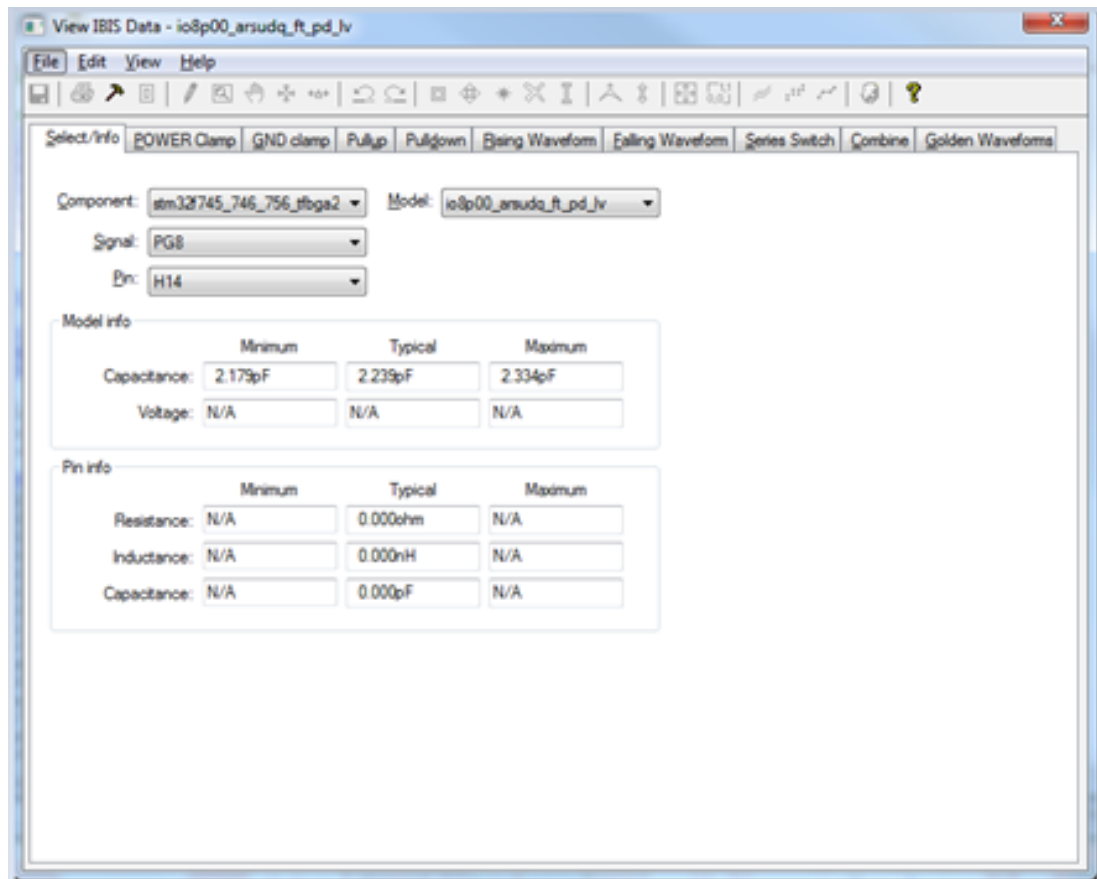 View IBIS Data - io8p00_arsudq_ft_pd_lv
File Edit View Help
Select/Info POWER Clamp GND clamp Pullup Pulldown Rising Waveform Falling Waveform Series Switch Combine Golden Waveforms
Component: stm32f745_746_756_tfbga2 Model: io8p00_arsudq_ft_pd_lv
Signal: PG8
Pin: H14
Model info
Minimum Typical Maximum
Capacitance: 2.179pF 2.239pF 2.334pF
Voltage: N/A N/A N/A
Pin info
Minimum Typical Maximum
Resistance: N/A 0.000ohm N/A
Inductance: N/A 0.000nH N/A
Capacitance: N/A 0.000pF N/A